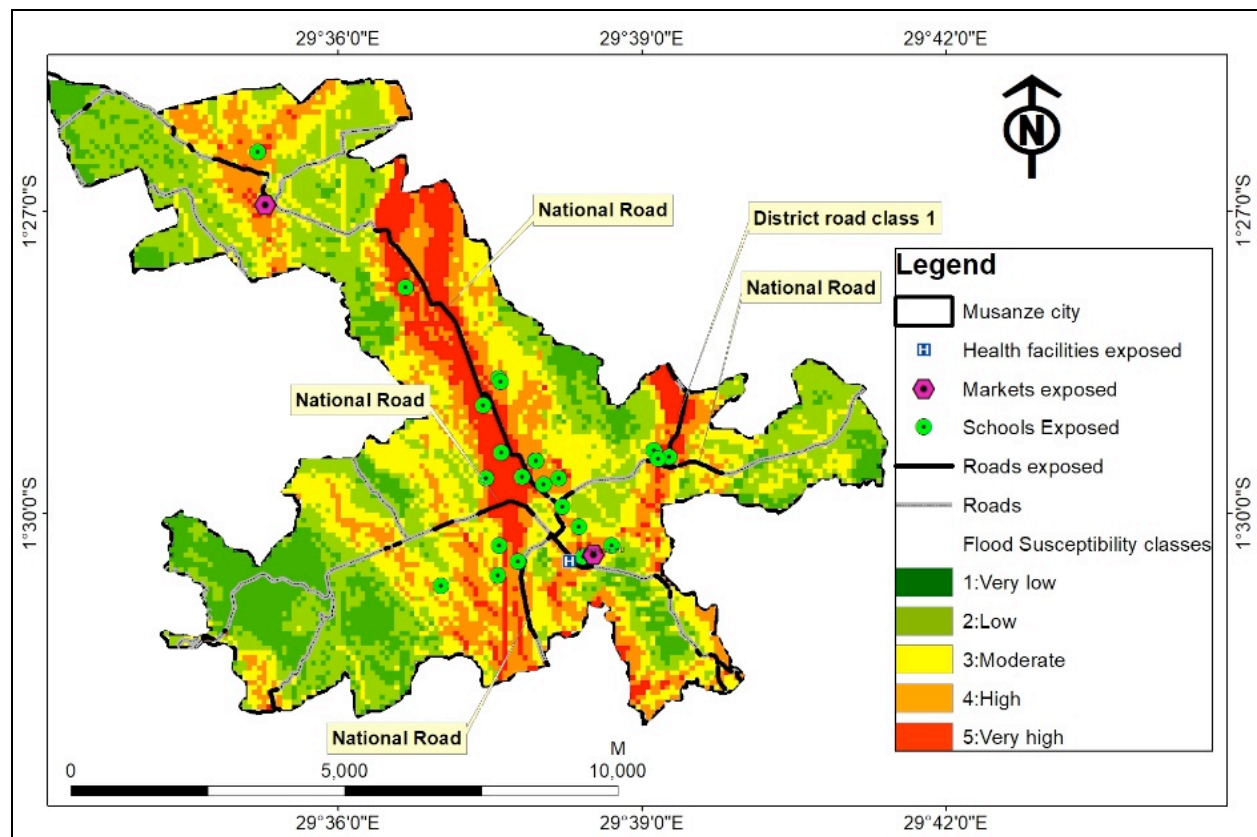 29°36'0"E 29°39'0"E 29°42'0"E
N
1°27'0"S
1°27'0"S
National Road
District road class 1
National Road
National Road
Legend
Musanze city
H Health facilities exposed
Markets exposed
Schools Exposed
Roads exposed
Roads
Flood Susceptibility classes
1:Very low
2:Low
3:Moderate
4:High
5:Very high
1°30'0"S
1°30'0"S
H
National Road
M
0 5,000 10,000
29°36'0"E 29°39'0"E 29°42'0"E